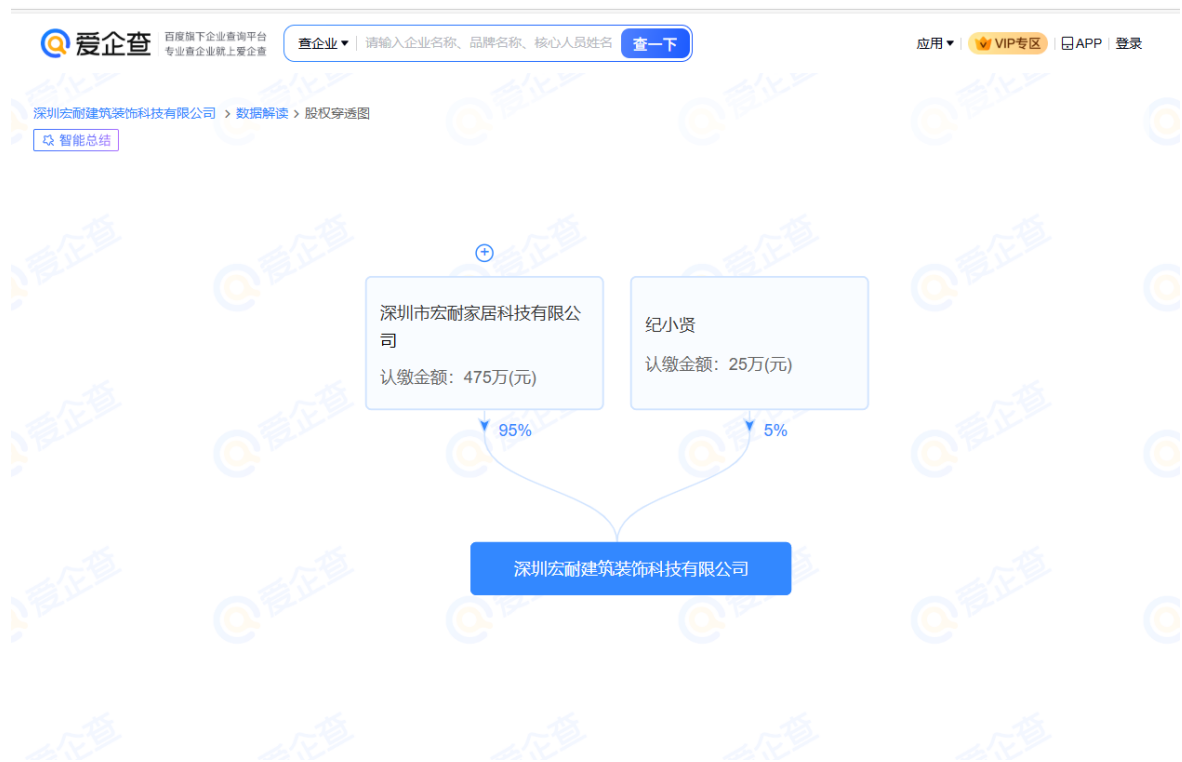 爱企查
百度旗下企业查询平台
专业查企业就上爱企查
查企业
请输入企业名称、品牌名称、核心人员姓名
查一下
应用
VIP专区
APP
登录
深圳宏耐建筑装饰科技有限公司 > 数据解读 > 股权穿透图
智能总结
深圳市宏耐家居科技有限公
司
认缴金额：475万(元)
纪小贤
认缴金额：25万(元)
95%
5%
深圳宏耐建筑装饰科技有限公司